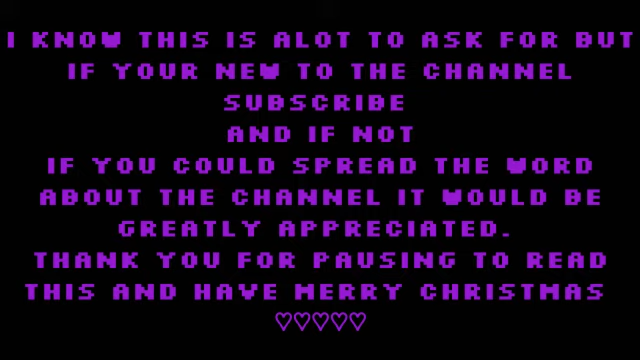 I KNOW THIS IS ALOT TO ASK FOR BUT
IF YOUR NEW TO THE CHANNEL
SUBSCRIBE
AND IF NOT
IF YOU COULD SPREAD THE WORD
ABOUT THE CHANNEL IT WOULD BE
GREATLY APPRECIATED.
THANK YOU FOR PAUSING TO READ
THIS AND HAVE MERRY CHRISTMAS
♡♡♡♡♡